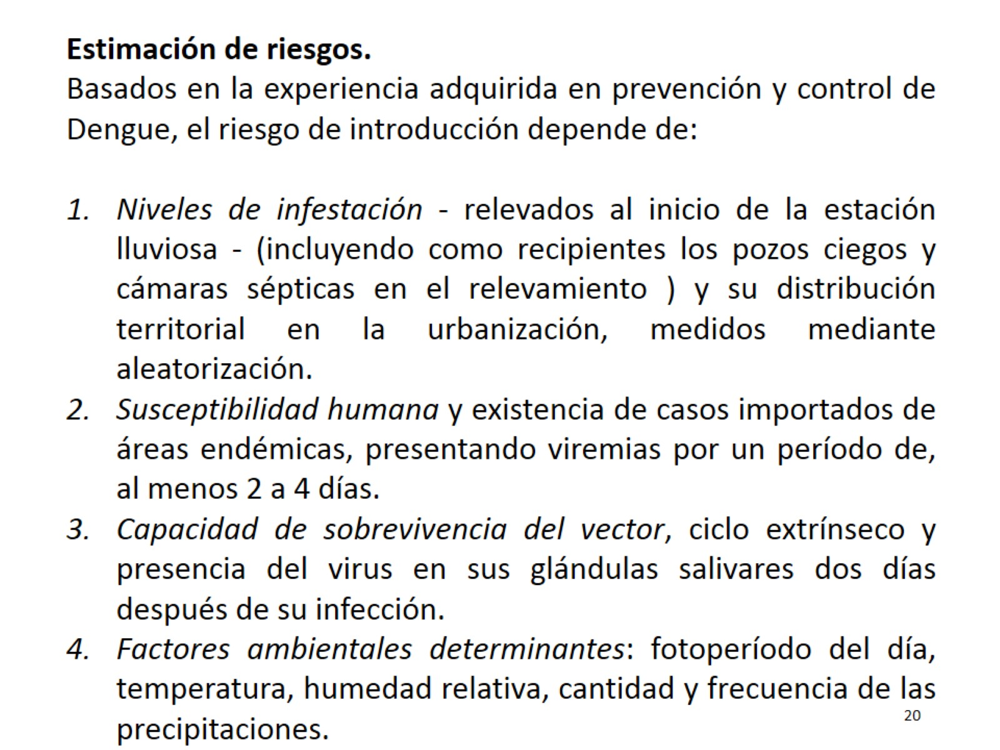 Estimación de riesgos.
Basados en la experiencia adquirida en prevención y control de
Dengue, el riesgo de introducción depende de:
1. Niveles de infestación - relevados al inicio de la estación
lluviosa - (incluyendo como recipientes los pozos ciegos y
cámaras sépticas en el relevamiento ) y su distribución
territorial en la urbanización, medidos mediante
aleatorización.
2. Susceptibilidad humana y existencia de casos importados de
áreas endémicas, presentando viremias por un período de,
al menos 2 a 4 días.
3. Capacidad de sobrevivencia del vector, ciclo extrínseco y
presencia del virus en sus glándulas salivares dos días
después de su infección.
4. Factores ambientales determinantes: fotoperíodo del día,
temperatura, humedad relativa, cantidad y frecuencia de las
precipitaciones.
20